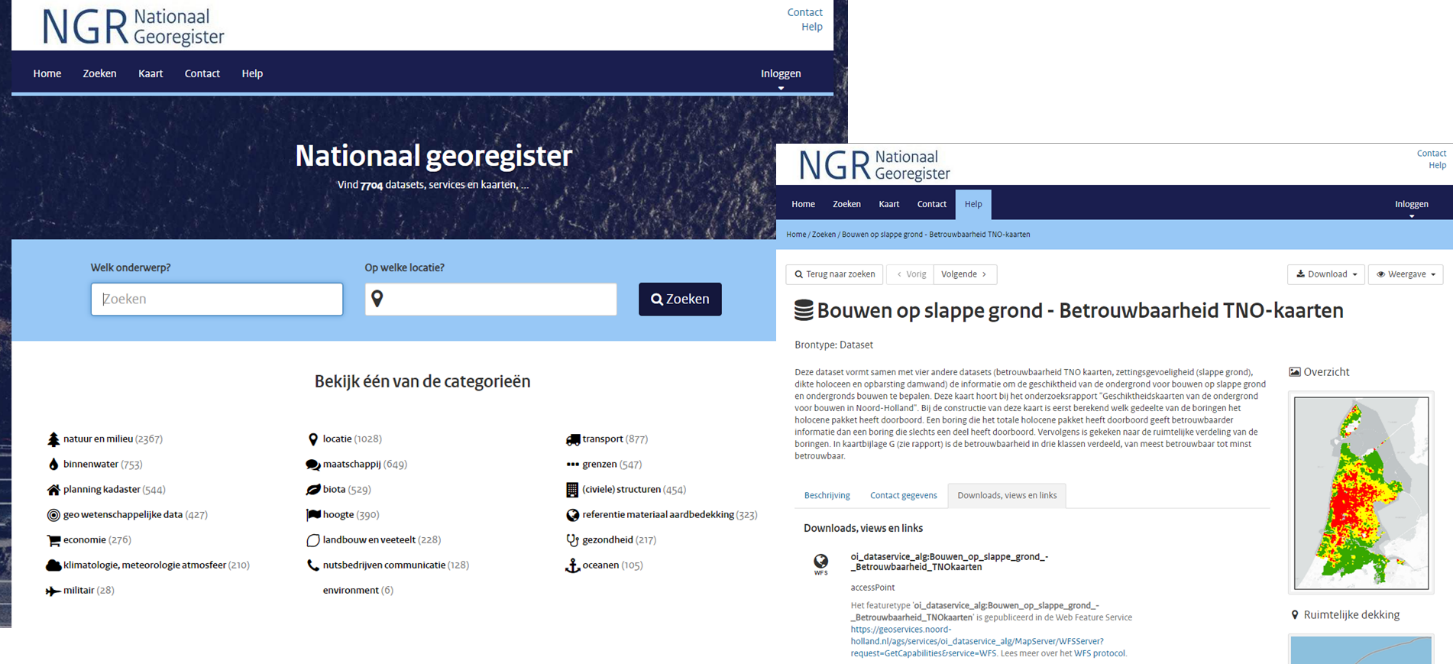 NGR Nationaal
Georegister
Contact
Help
Home Zoeken Kaart Contact Help Inloggen
Nationaal georegister
Vind 7704 datasets, services en kaarten, ...
Welk onderwerp? Op welke locatie?
Zoeken Zoeken
Bekijk één van de categorieën
natuur en milieu (2367) locatie (1028) transport (877)
binnenwater (753) maatschappij (649) grenzen (547)
planning kadaster (544) biota (529) (civiele) structuren (454)
geo wetenschappelijke data (427) hoogte (390) referentie materiaal aardbedekking (323)
economie (276) landbouw en veeteelt (228) gezondheid (217)
klimatologie, meteorologie atmosfeer (210) nutsbedrijven communicatie (128) oceanen (105)
militair (28) environment (6)
NGR Nationaal
Georegister
Contact
Help
Home Zoeken Kaart Contact Help Inloggen
Home / Zoeken / Bouwen op slappe grond - Betrouwbaarheid TNO-kaarten
Terug naar zoeken < Vorig Volgende > Download Weergave
Bouwen op slappe grond - Betrouwbaarheid TNO-kaarten
Brontype: Dataset
Deze dataset vormt samen met vier andere datasets (betrouwbaarheid TNO kaarten, zettingsgevoeligheid (slappe grond),
dikte holoceen en opbarsting damwand) de informatie om de geschiktheid van de ondergrond voor bouwen op slappe grond
en ondergronds bouwen te bepalen. Deze kaart hoort bij het onderzoeksrapport "Geschiktheidskaarten van de ondergrond
voor bouwen in Noord-Holland". Bij de constructie van deze kaart is eerst berekend welk gedeelte van de boringen het
holocene pakket heeft doorboord. Een boring die het totale holocene pakket heeft doorboord geeft betrouwbaarder
informatie dan een boring die slechts een deel heeft doorboord. Vervolgens is gekeken naar de ruimtelijke verdeling van de
boringen. In kaartbijlage G (zie rapport) is de betrouwbaarheid in drie klassen verdeeld, van meest betrouwbaar tot minst
betrouwbaar.
Overzicht
Beschrijving Contact gegevens Downloads, views en links
Downloads, views en links
WFS
oi_dataservice_alg:Bouwen_op_slappe_grond_-
_Betrouwbaarheid_TNOkaarten
accessPoint
Het featuretype 'oi_dataservice_alg:Bouwen_op_slappe_grond_-
_Betrouwbaarheid_TNOkaarten' is gepubliceerd in de Web Feature Service
https://geoservices.noord-
holland.nl/ags/services/oi_dataservice_alg/MapServer/WFSServer?
request=GetCapabilities&service=WFS. Lees meer over het WFS protocol.
Ruimtelijke dekking